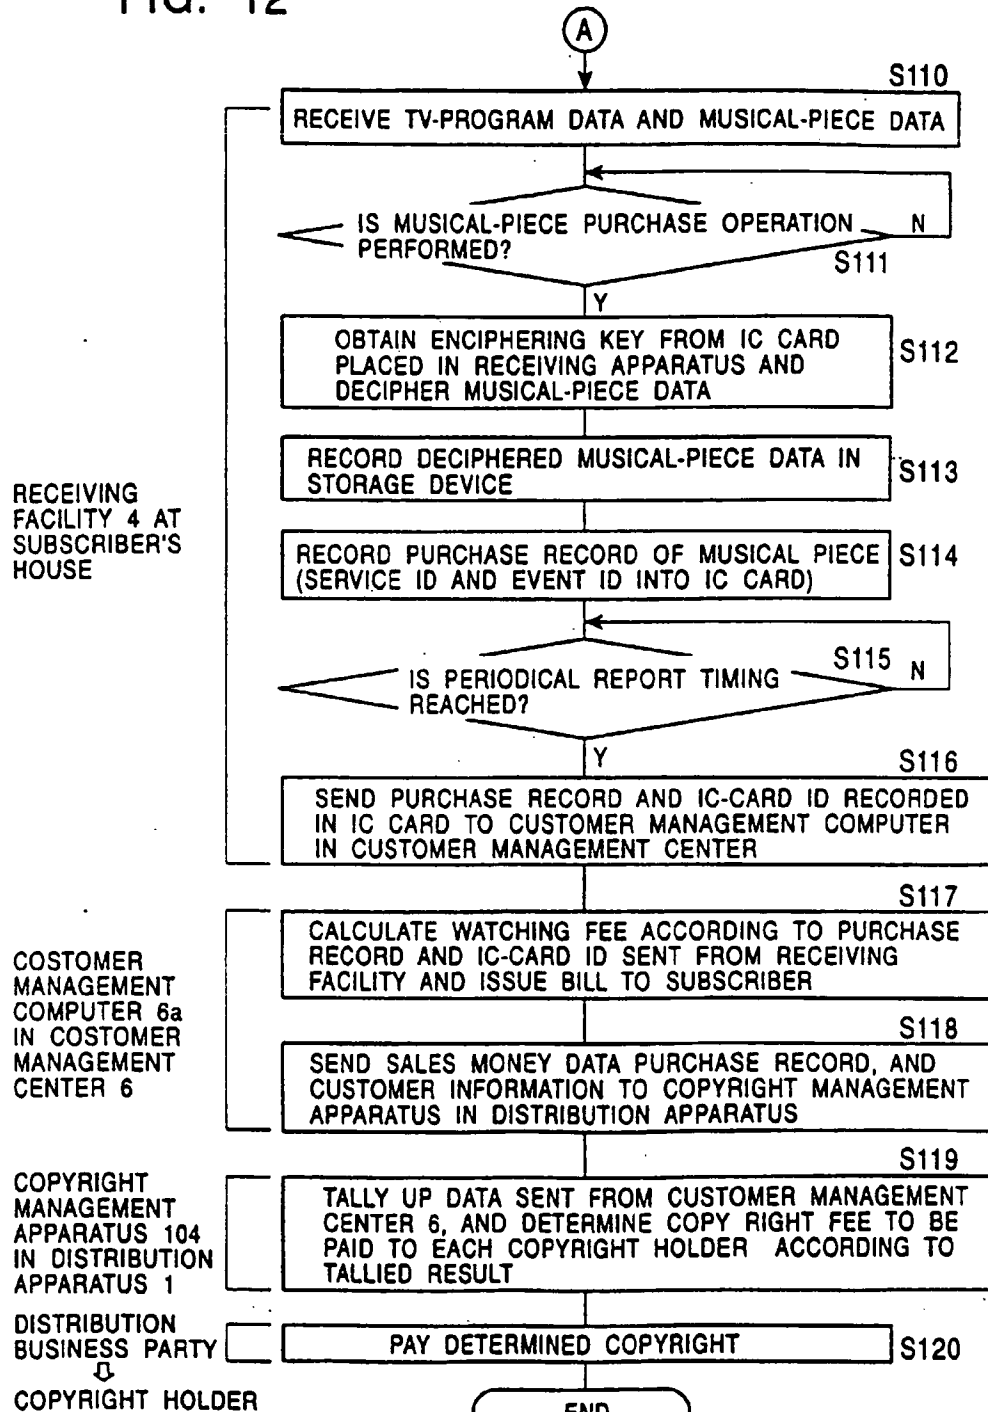 FIG. 12
A
S110
RECEIVE TV-PROGRAM DATA AND MUSICAL-PIECE DATA
IS MUSICAL-PIECE PURCHASE OPERATION
PERFORMED?
N
S111
Y
OBTAIN ENCIPHERING KEY FROM IC CARD
PLACED IN RECEIVING APPARATUS AND
DECIPHER MUSICAL-PIECE DATA
S112
RECORD DECIPHERED MUSICAL-PIECE DATA IN
STORAGE DEVICE
S113
RECEIVING
FACILITY 4 AT
SUBSCRIBER'S
HOUSE
RECORD PURCHASE RECORD OF MUSICAL PIECE
(SERVICE ID AND EVENT ID INTO IC CARD)
S114
S115
IS PERIODICAL REPORT TIMING
REACHED?
N
Y
S116
SEND PURCHASE RECORD AND IC-CARD ID RECORDED
IN IC CARD TO CUSTOMER MANAGEMENT COMPUTER
IN CUSTOMER MANAGEMENT CENTER
S117
CALCULATE WATCHING FEE ACCORDING TO PURCHASE
RECORD AND IC-CARD ID SENT FROM RECEIVING
FACILITY AND ISSUE BILL TO SUBSCRIBER
COSTOMER
MANAGEMENT
COMPUTER 6a
IN COSTOMER
MANAGEMENT
CENTER 6
S118
SEND SALES MONEY DATA PURCHASE RECORD, AND
CUSTOMER INFORMATION TO COPYRIGHT MANAGEMENT
APPARATUS IN DISTRIBUTION APPARATUS
S119
COPYRIGHT
MANAGEMENT
APPARATUS 104
IN DISTRIBUTION
APPARATUS 1
TALLY UP DATA SENT FROM CUSTOMER MANAGEMENT
CENTER 6, AND DETERMINE COPY RIGHT FEE TO BE
PAID TO EACH COPYRIGHT HOLDER ACCORDING TO
TALLIED RESULT
DISTRIBUTION
BUSINESS PARTY
⇩
COPYRIGHT HOLDER
PAY DETERMINED COPYRIGHT
S120
END